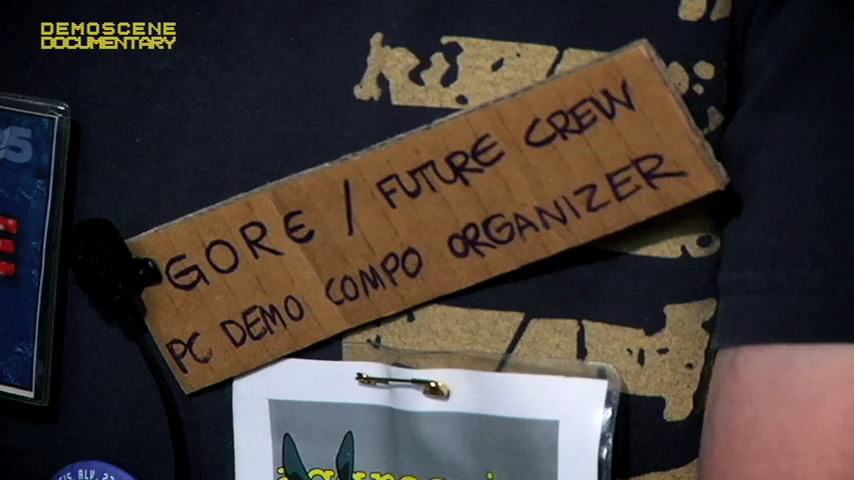 DEMOSCENE
DOCUMENTARY
GORE / FUTURE CREW
PC DEMO COMPO ORGANIZER